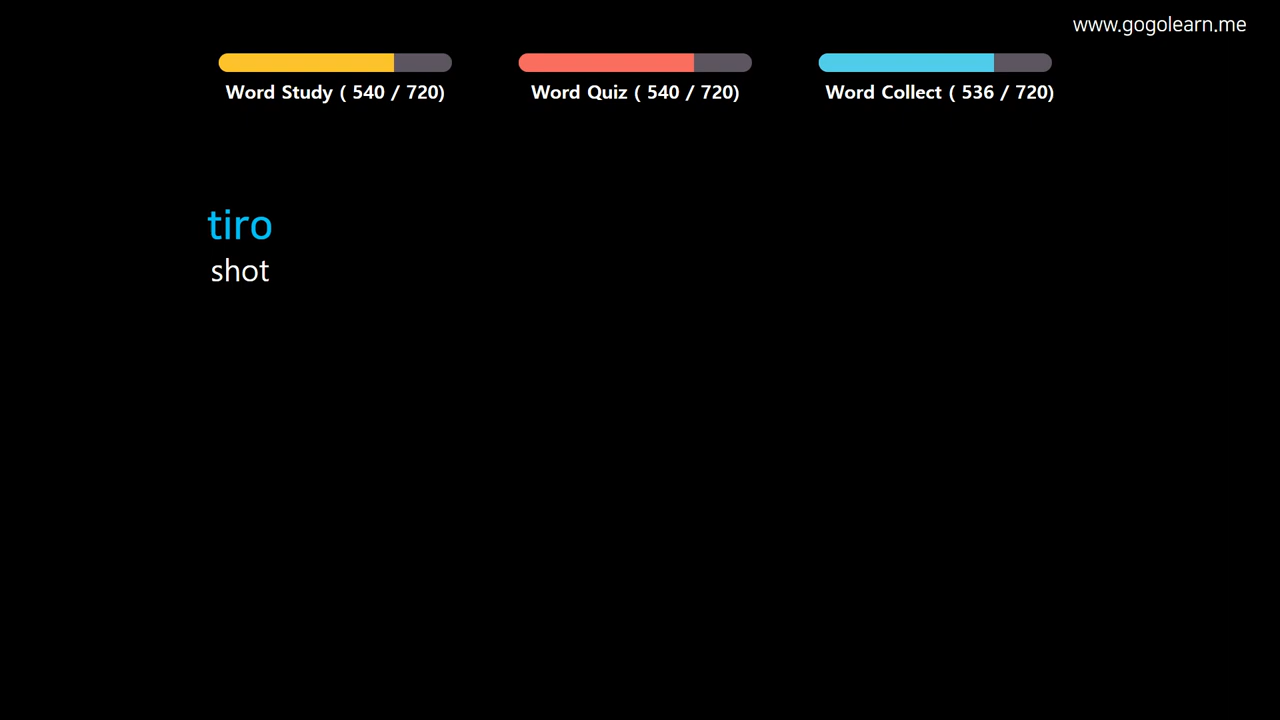 www.gogolearn.me
Word Study ( 540 / 720)
Word Quiz ( 540 / 720)
Word Collect ( 536 / 720)
tiro
shot